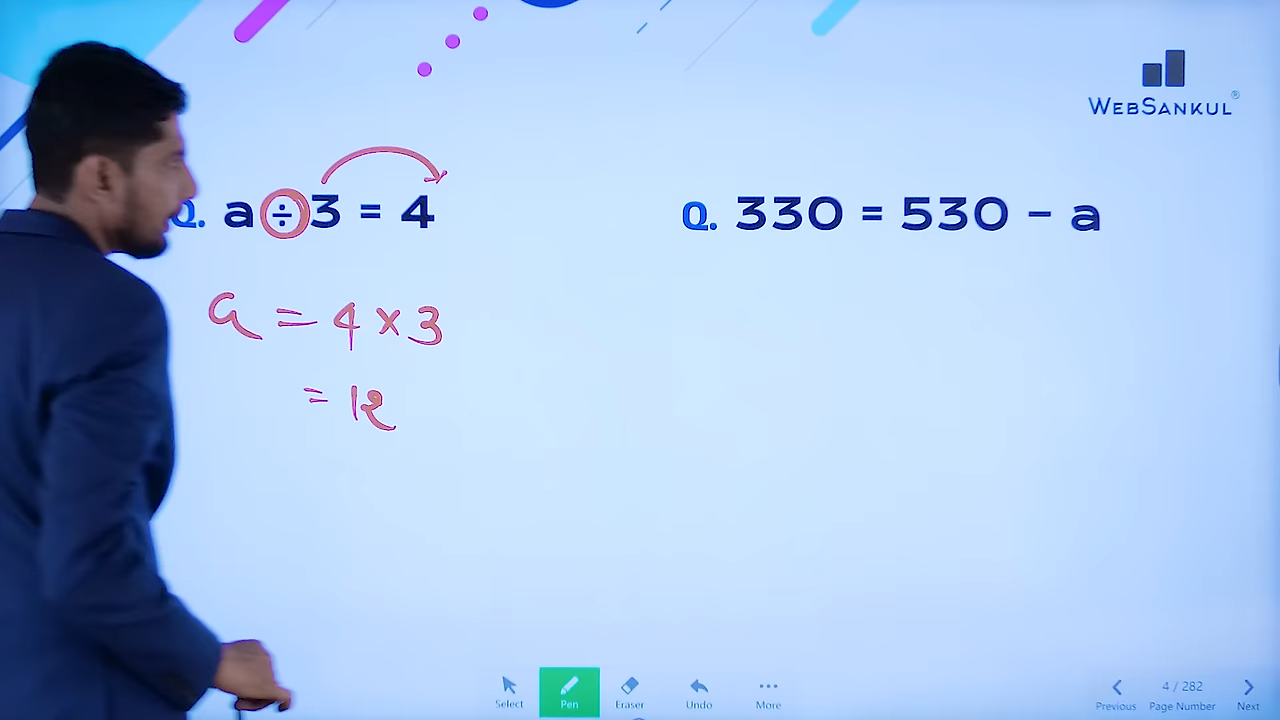 WEBSANKUL®
Q. a ÷ 3 = 4
a = 4 × 3
= 12
Q. 330 = 530 – a
Select
Pen
Eraser
Undo
More
Previous
4 / 282
Page Number
Next